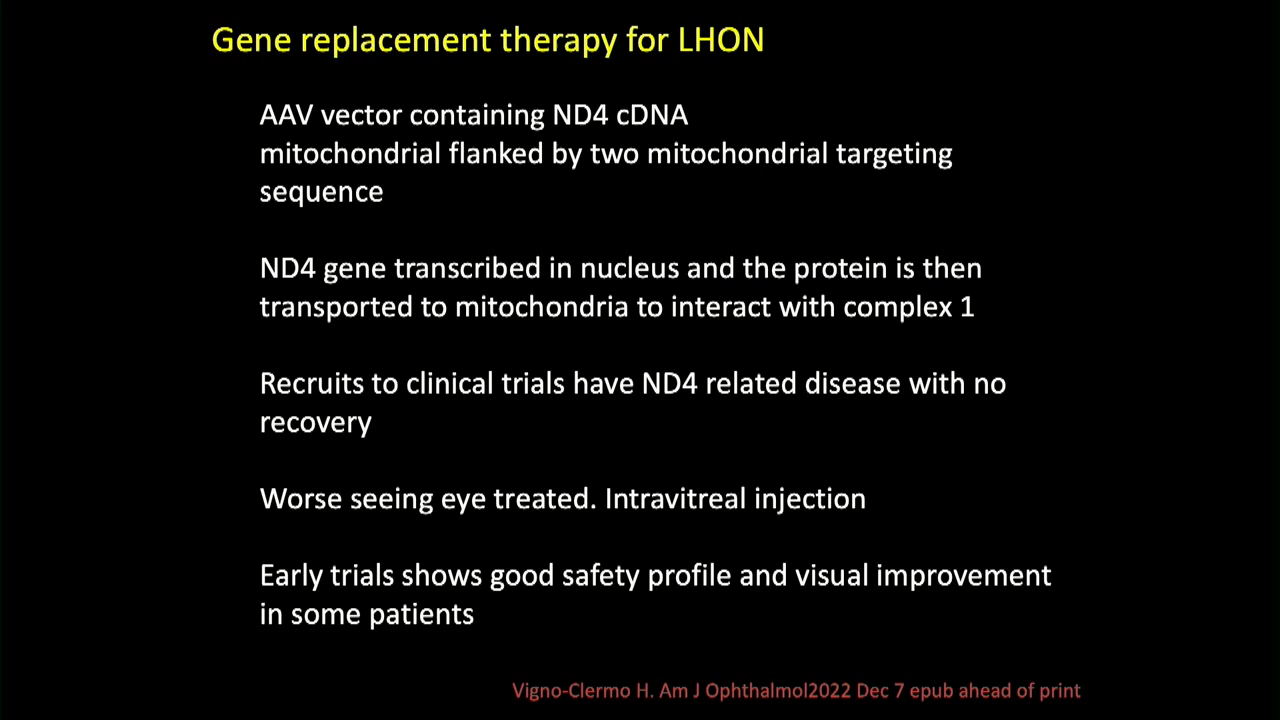 Gene replacement therapy for LHON
AAV vector containing ND4 cDNA
mitochondrial flanked by two mitochondrial targeting
sequence
ND4 gene transcribed in nucleus and the protein is then
transported to mitochondria to interact with complex 1
Recruits to clinical trials have ND4 related disease with no
recovery
Worse seeing eye treated. Intravitreal injection
Early trials shows good safety profile and visual improvement
in some patients
Vigno-Clermo H. Am J Ophthalmol2022 Dec 7 epub ahead of print